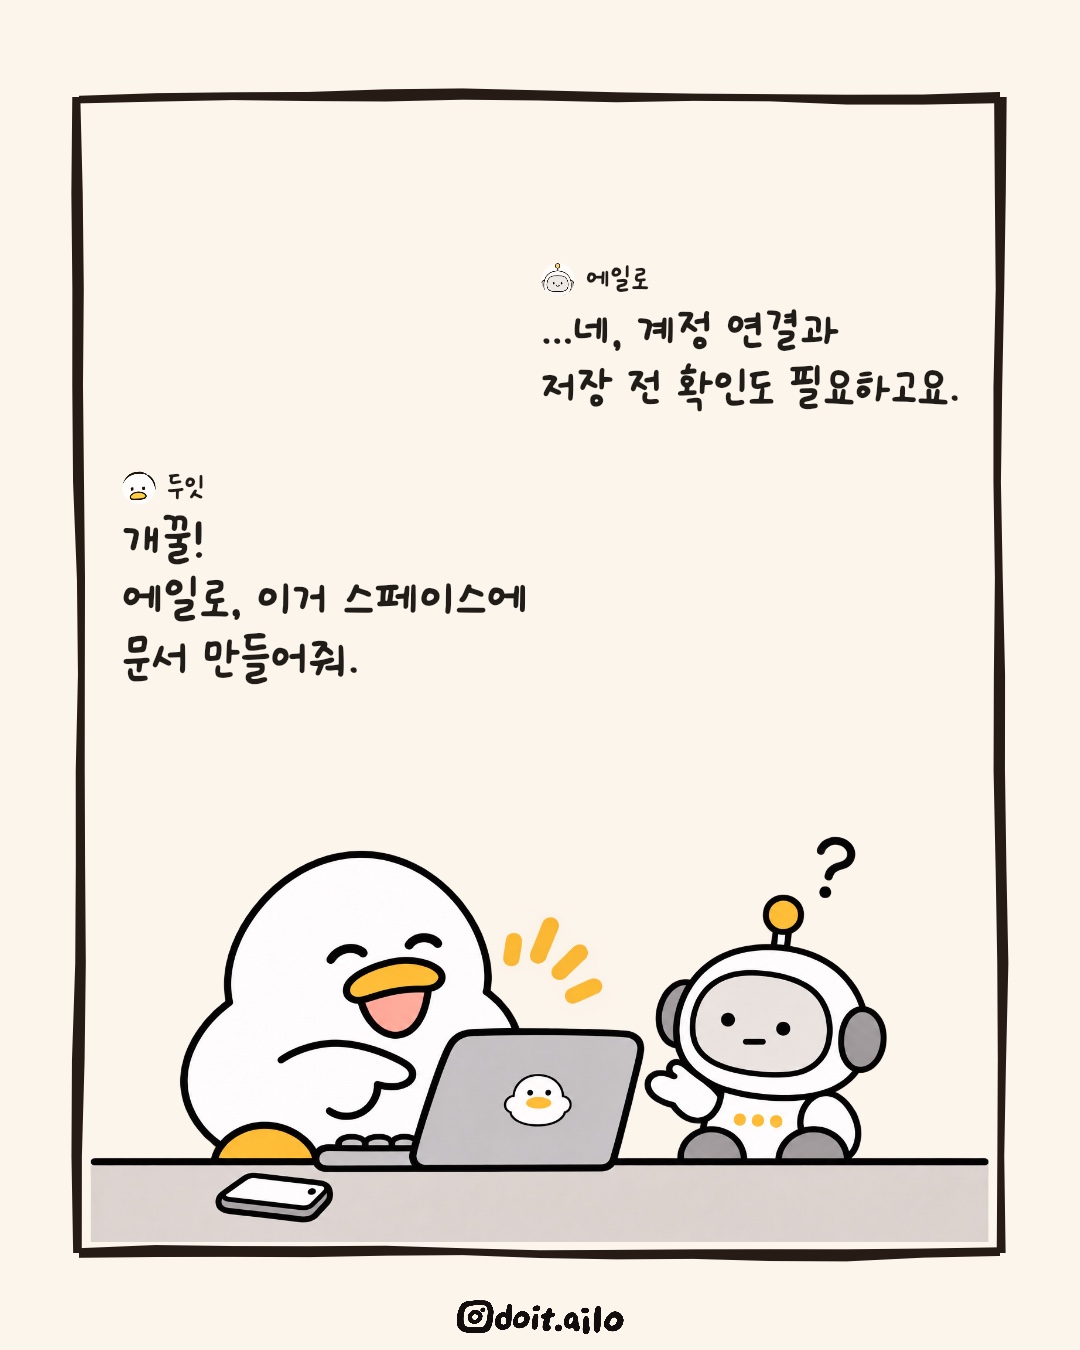 에일로
...네, 계정 연결과
저장 전 확인도 필요하고요.
두잇
개꿀!
에일로, 이거 스페이스에
문서 만들어줘.
?
@doit.ailo